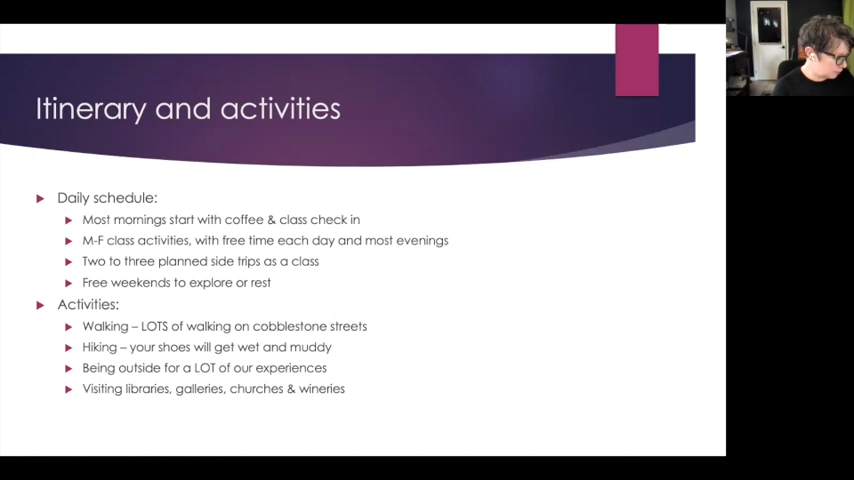 Itinerary and activities
Daily schedule:
Most mornings start with coffee & class check in
M-F class activities, with free time each day and most evenings
Two to three planned side trips as a class
Free weekends to explore or rest
Activities:
Walking – LOTS of walking on cobblestone streets
Hiking – your shoes will get wet and muddy
Being outside for a LOT of our experiences
Visiting libraries, galleries, churches & wineries